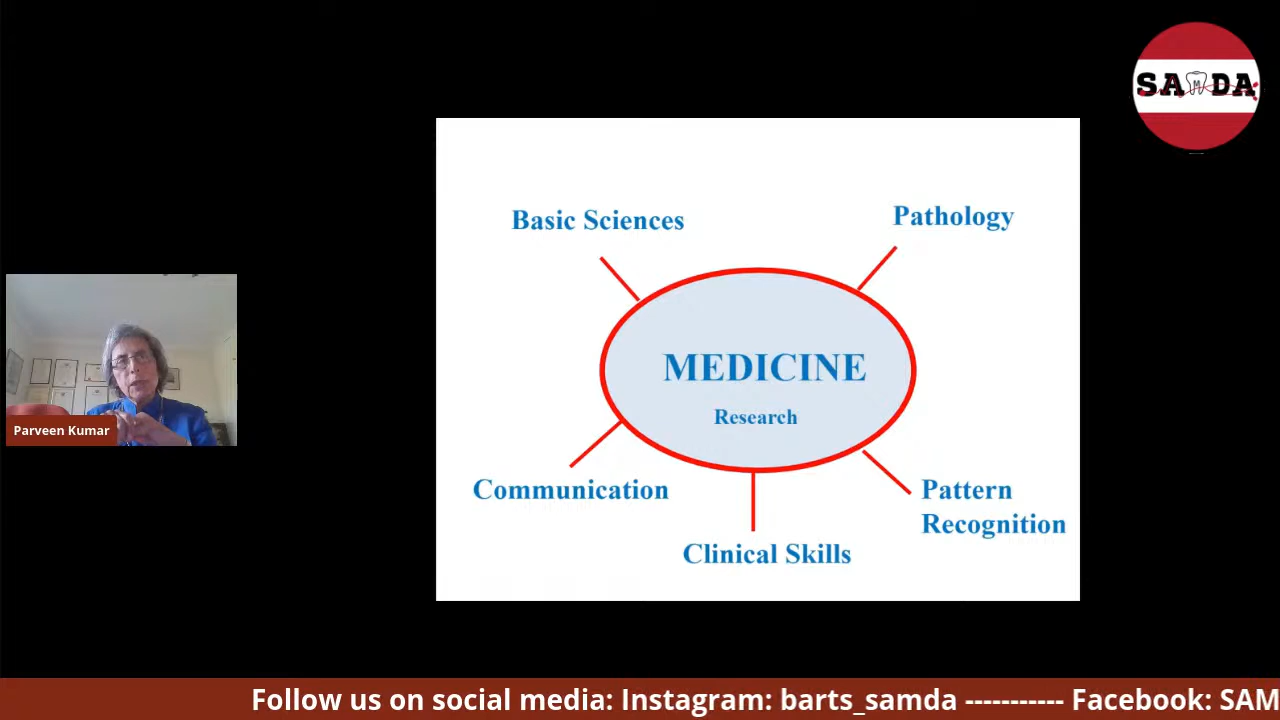 SAMDA
Basic Sciences
Pathology
MEDICINE
Research
Communication
Pattern
Recognition
Clinical Skills
Parveen Kumar
Follow us on social media: Instagram: barts_samda ----------- Facebook: SAM